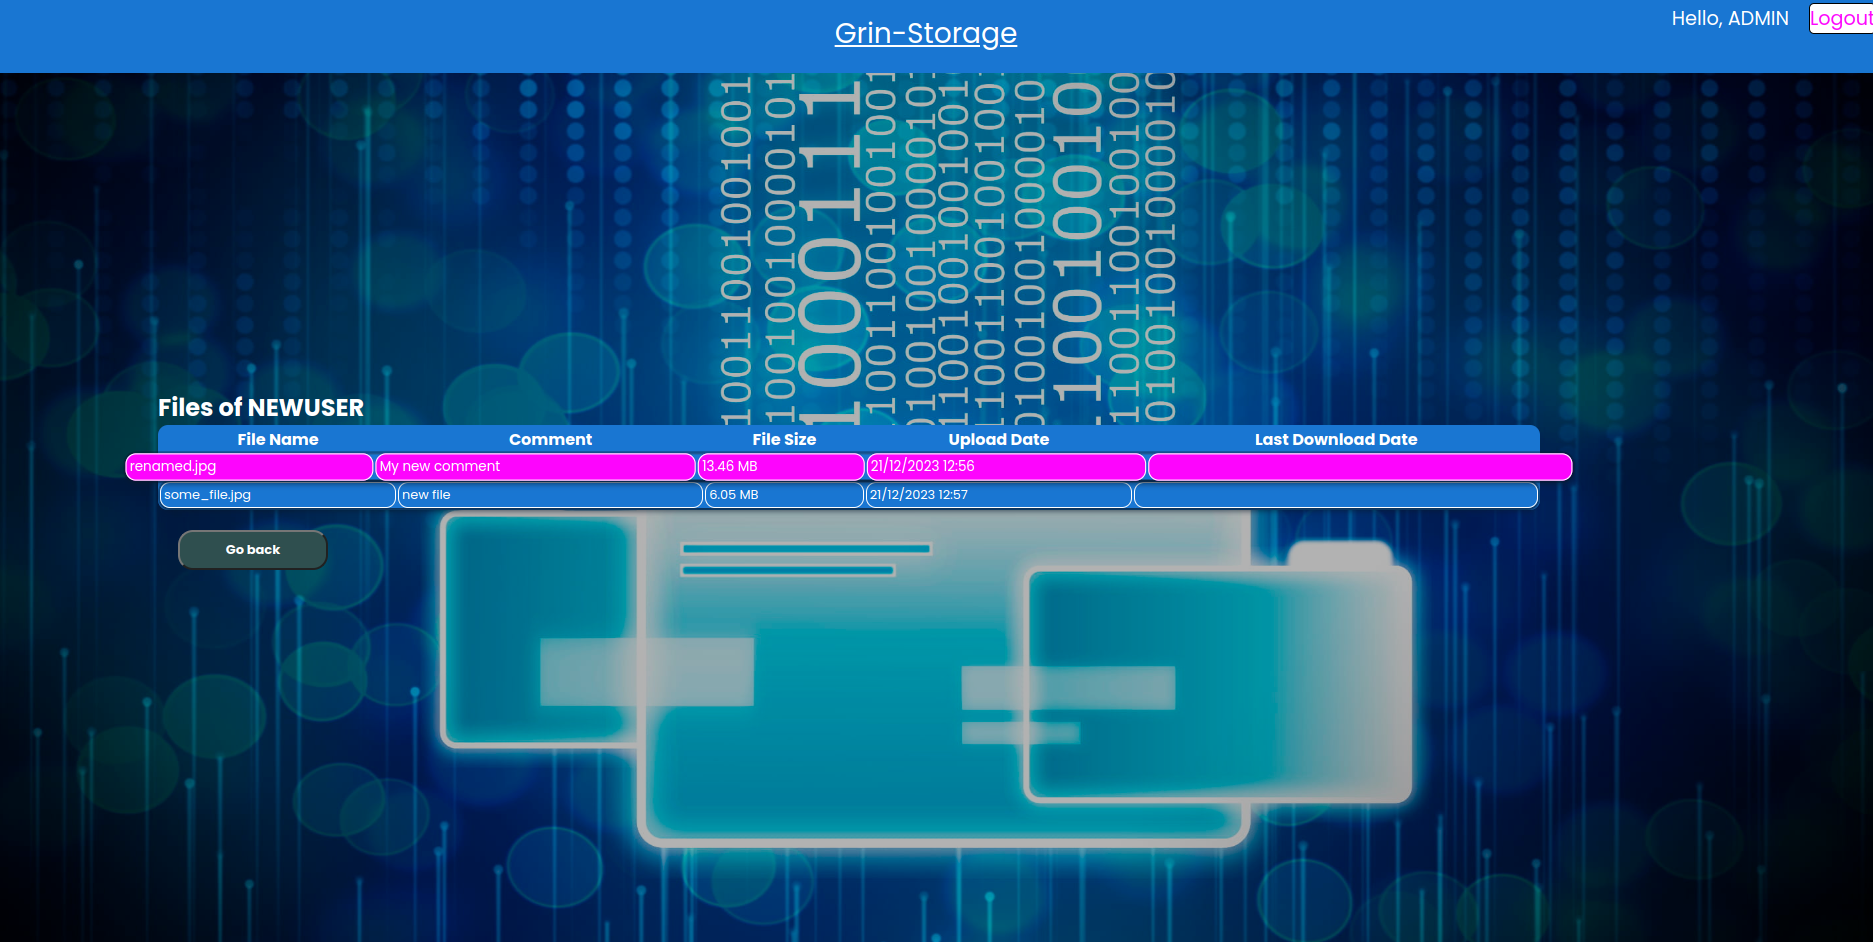 Grin-Storage
Hello, ADMIN Logout
Files of NEWUSER
File Name Comment File Size Upload Date Last Download Date
renamed.jpg My new comment 13.46 MB 21/12/2023 12:56
some_file.jpg new file 6.05 MB 21/12/2023 12:57
Go back